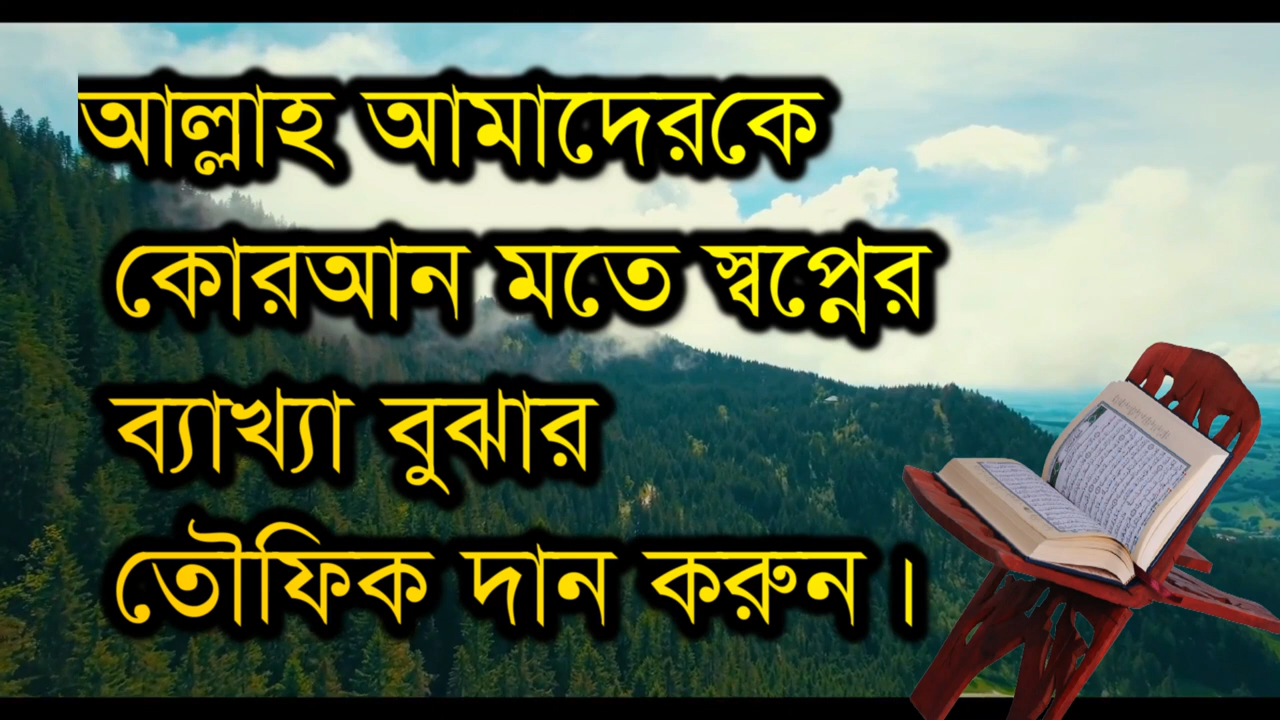 আল্লাহ আমাদেরকে
কোরআন মতে স্বপ্নের
ব্যাখ্যা বুঝার
তৌফিক দান করুন ।